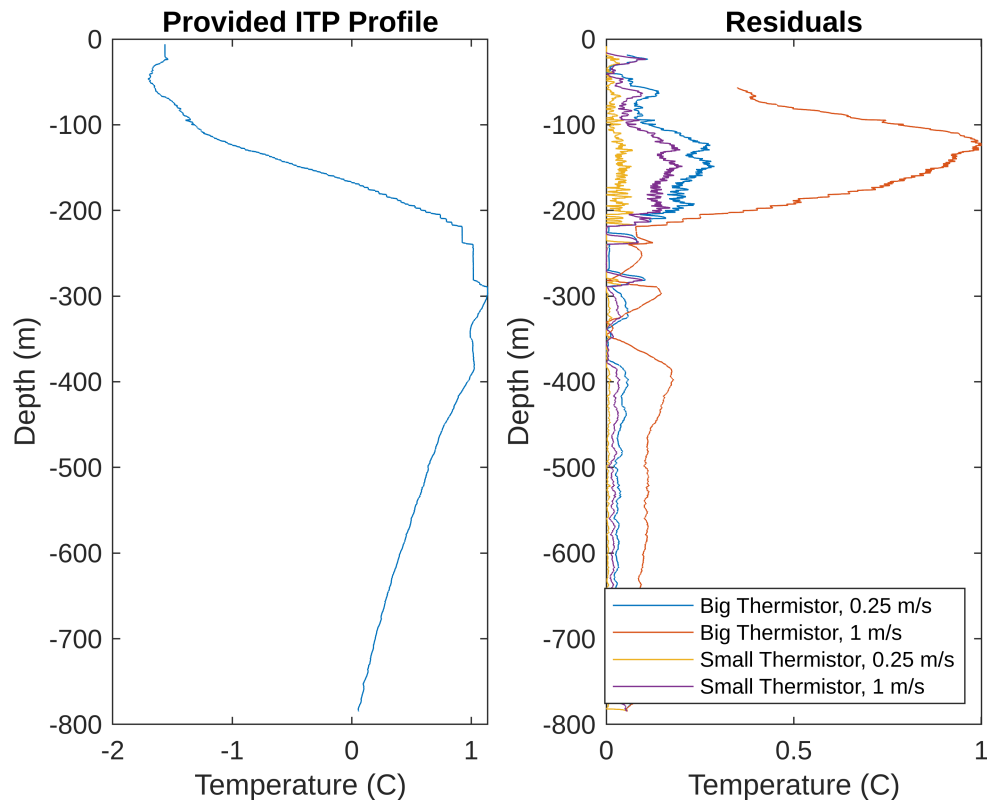 Provided ITP Profile
0
-100
-200
-300
-400
-500
-600
-700
-800
-2
-1
0
1
Depth (m)
Temperature (C)
Residuals
0
-100
-200
-300
-400
-500
-600
-700
-800
0
0.5
1
Depth (m)
Temperature (C)
Big Thermistor, 0.25 m/s
Big Thermistor, 1 m/s
Small Thermistor, 0.25 m/s
Small Thermistor, 1 m/s